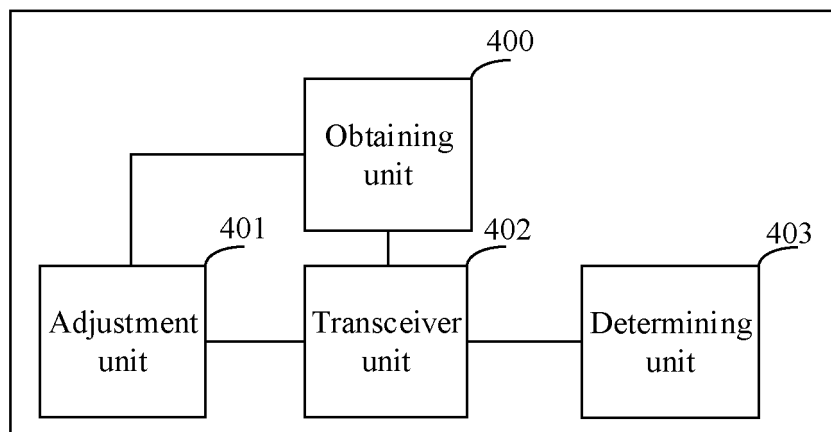 400
Obtaining
unit
401
402
403
Adjustment
unit
Transceiver
unit
Determining
unit